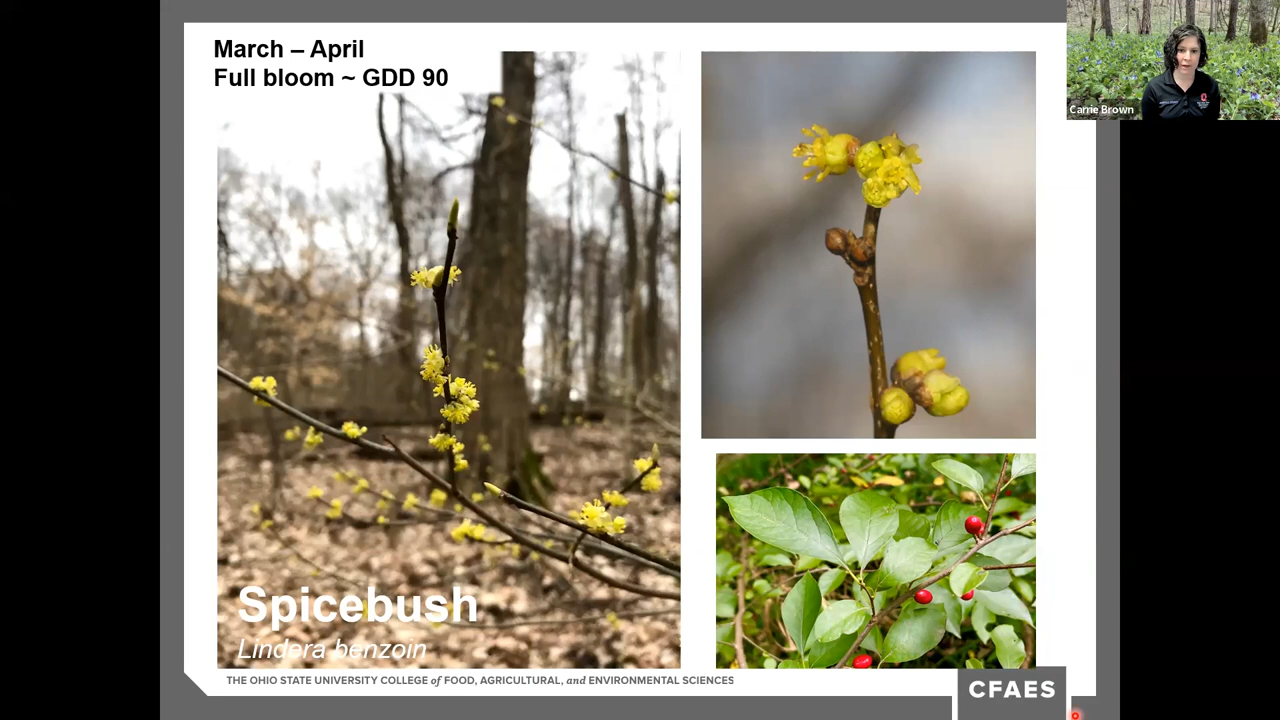 March – April
Full bloom ~ GDD 90
Carrie Brown
Spicebush
Lindera benzoin
THE OHIO STATE UNIVERSITY COLLEGE of FOOD, AGRICULTURAL, and ENVIRONMENTAL SCIENCES
CFAES